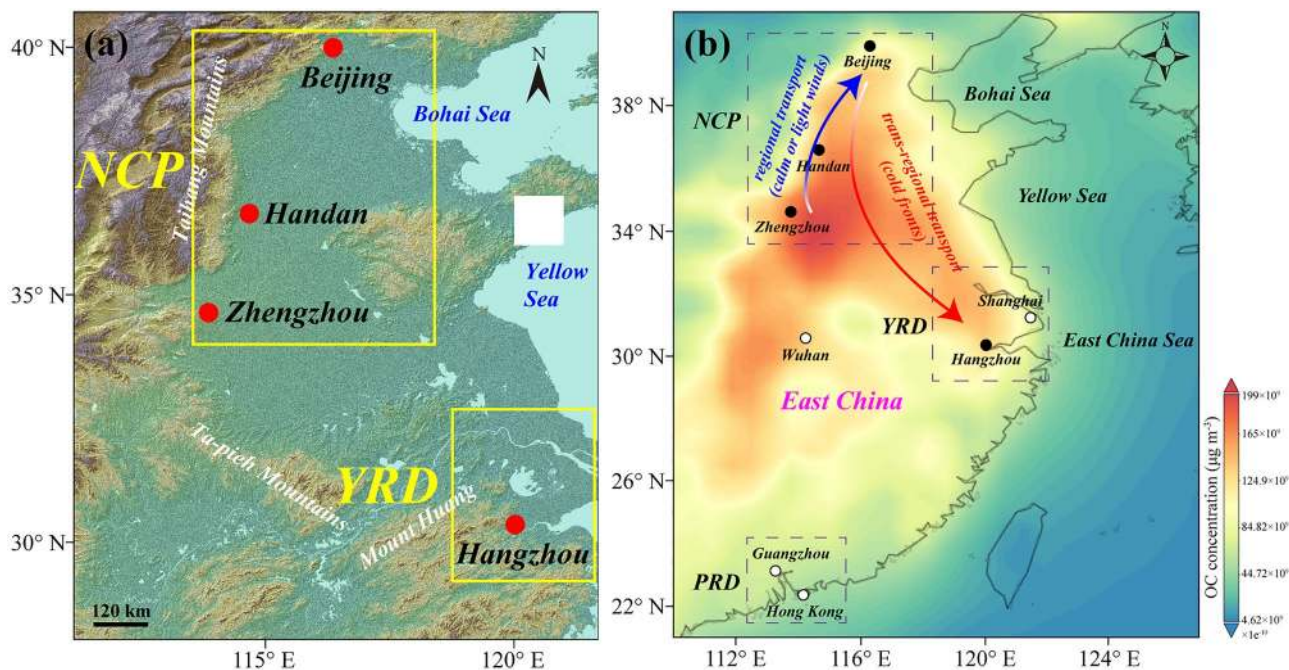 (a)
40° N
35° N
30° N
115° E
120° E
N
Beijing
Bohai Sea
NCP
Taihang Mountains
Handan
Zhengzhou
Yellow
Sea
Ta-pieh Mountains
YRD
Mount Huang
Hangzhou
120 km
(b)
38° N
34° N
30° N
26° N
22° N
112° E
116° E
120° E
124° E
N
Beijing
Bohai Sea
NCP
regional transport
(calm or light winds)
Handan
Zhengzhou
trans-regional transport
(cold fronts)
Yellow Sea
Shanghai
YRD
Wuhan
Hangzhou
East China Sea
East China
Guangzhou
PRD
Hong Kong
OC concentration (μg m⁻³)
199×10⁰
165×10⁰
124.9×10⁰
84.82×10⁰
44.72×10⁰
4.62×10⁰